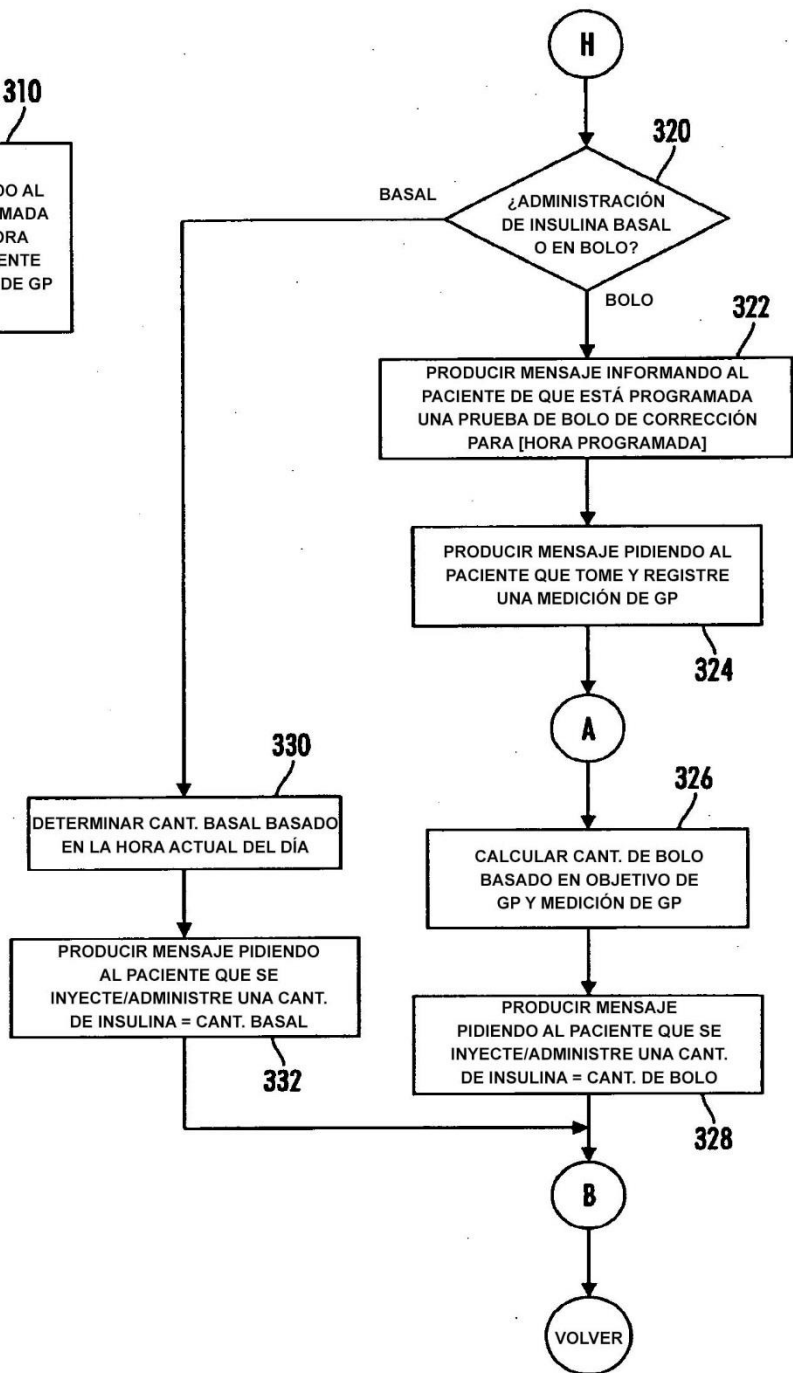 H
310
320
DO AL
MADA
ORA
ENTE
DE GP
BASAL
¿ADMINISTRACIÓN
DE INSULINA BASAL
O EN BOLO?
BOLO
322
PRODUCIR MENSAJE INFORMANDO AL
PACIENTE DE QUE ESTÁ PROGRAMADA
UNA PRUEBA DE BOLO DE CORRECCIÓN
PARA [HORA PROGRAMADA]
PRODUCIR MENSAJE PIDIENDO AL
PACIENTE QUE TOME Y REGISTRE
UNA MEDICIÓN DE GP
324
A
330
DETERMINAR CANT. BASAL BASADO
EN LA HORA ACTUAL DEL DÍA
326
CALCULAR CANT. DE BOLO
BASADO EN OBJETIVO DE
GP Y MEDICIÓN DE GP
PRODUCIR MENSAJE PIDIENDO
AL PACIENTE QUE SE
INYECTE/ADMINISTRE UNA CANT.
DE INSULINA = CANT. BASAL
332
PRODUCIR MENSAJE
PIDIENDO AL PACIENTE QUE SE
INYECTE/ADMINISTRE UNA CANT.
DE INSULINA = CANT. DE BOLO
328
B
VOLVER